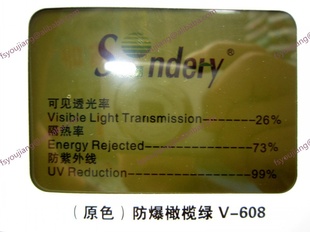 Sundery®
可见透光率
Visible Light Transmission--------26%
隔热率
Energy Rejected-------------73%
防紫外线
UV Reduction----------------99%
（原色）防爆橄榄绿 V-608